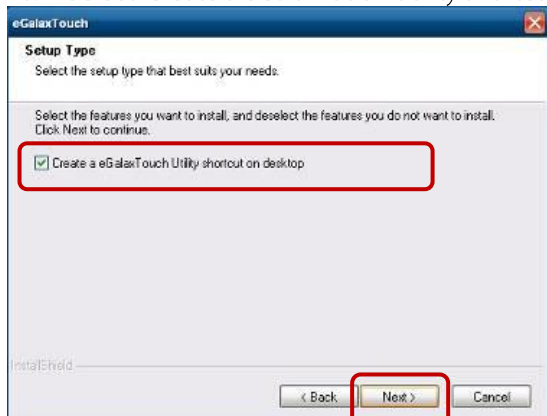 eGalaxTouch
Setup Type
Select the setup type that best suits your needs.
Select the features you want to install, and deselect the features you do not want to install.
Click Next to continue.
Create a eGalaxTouch Utility shortcut on desktop
InstallShield
< Back
Next >
Cancel